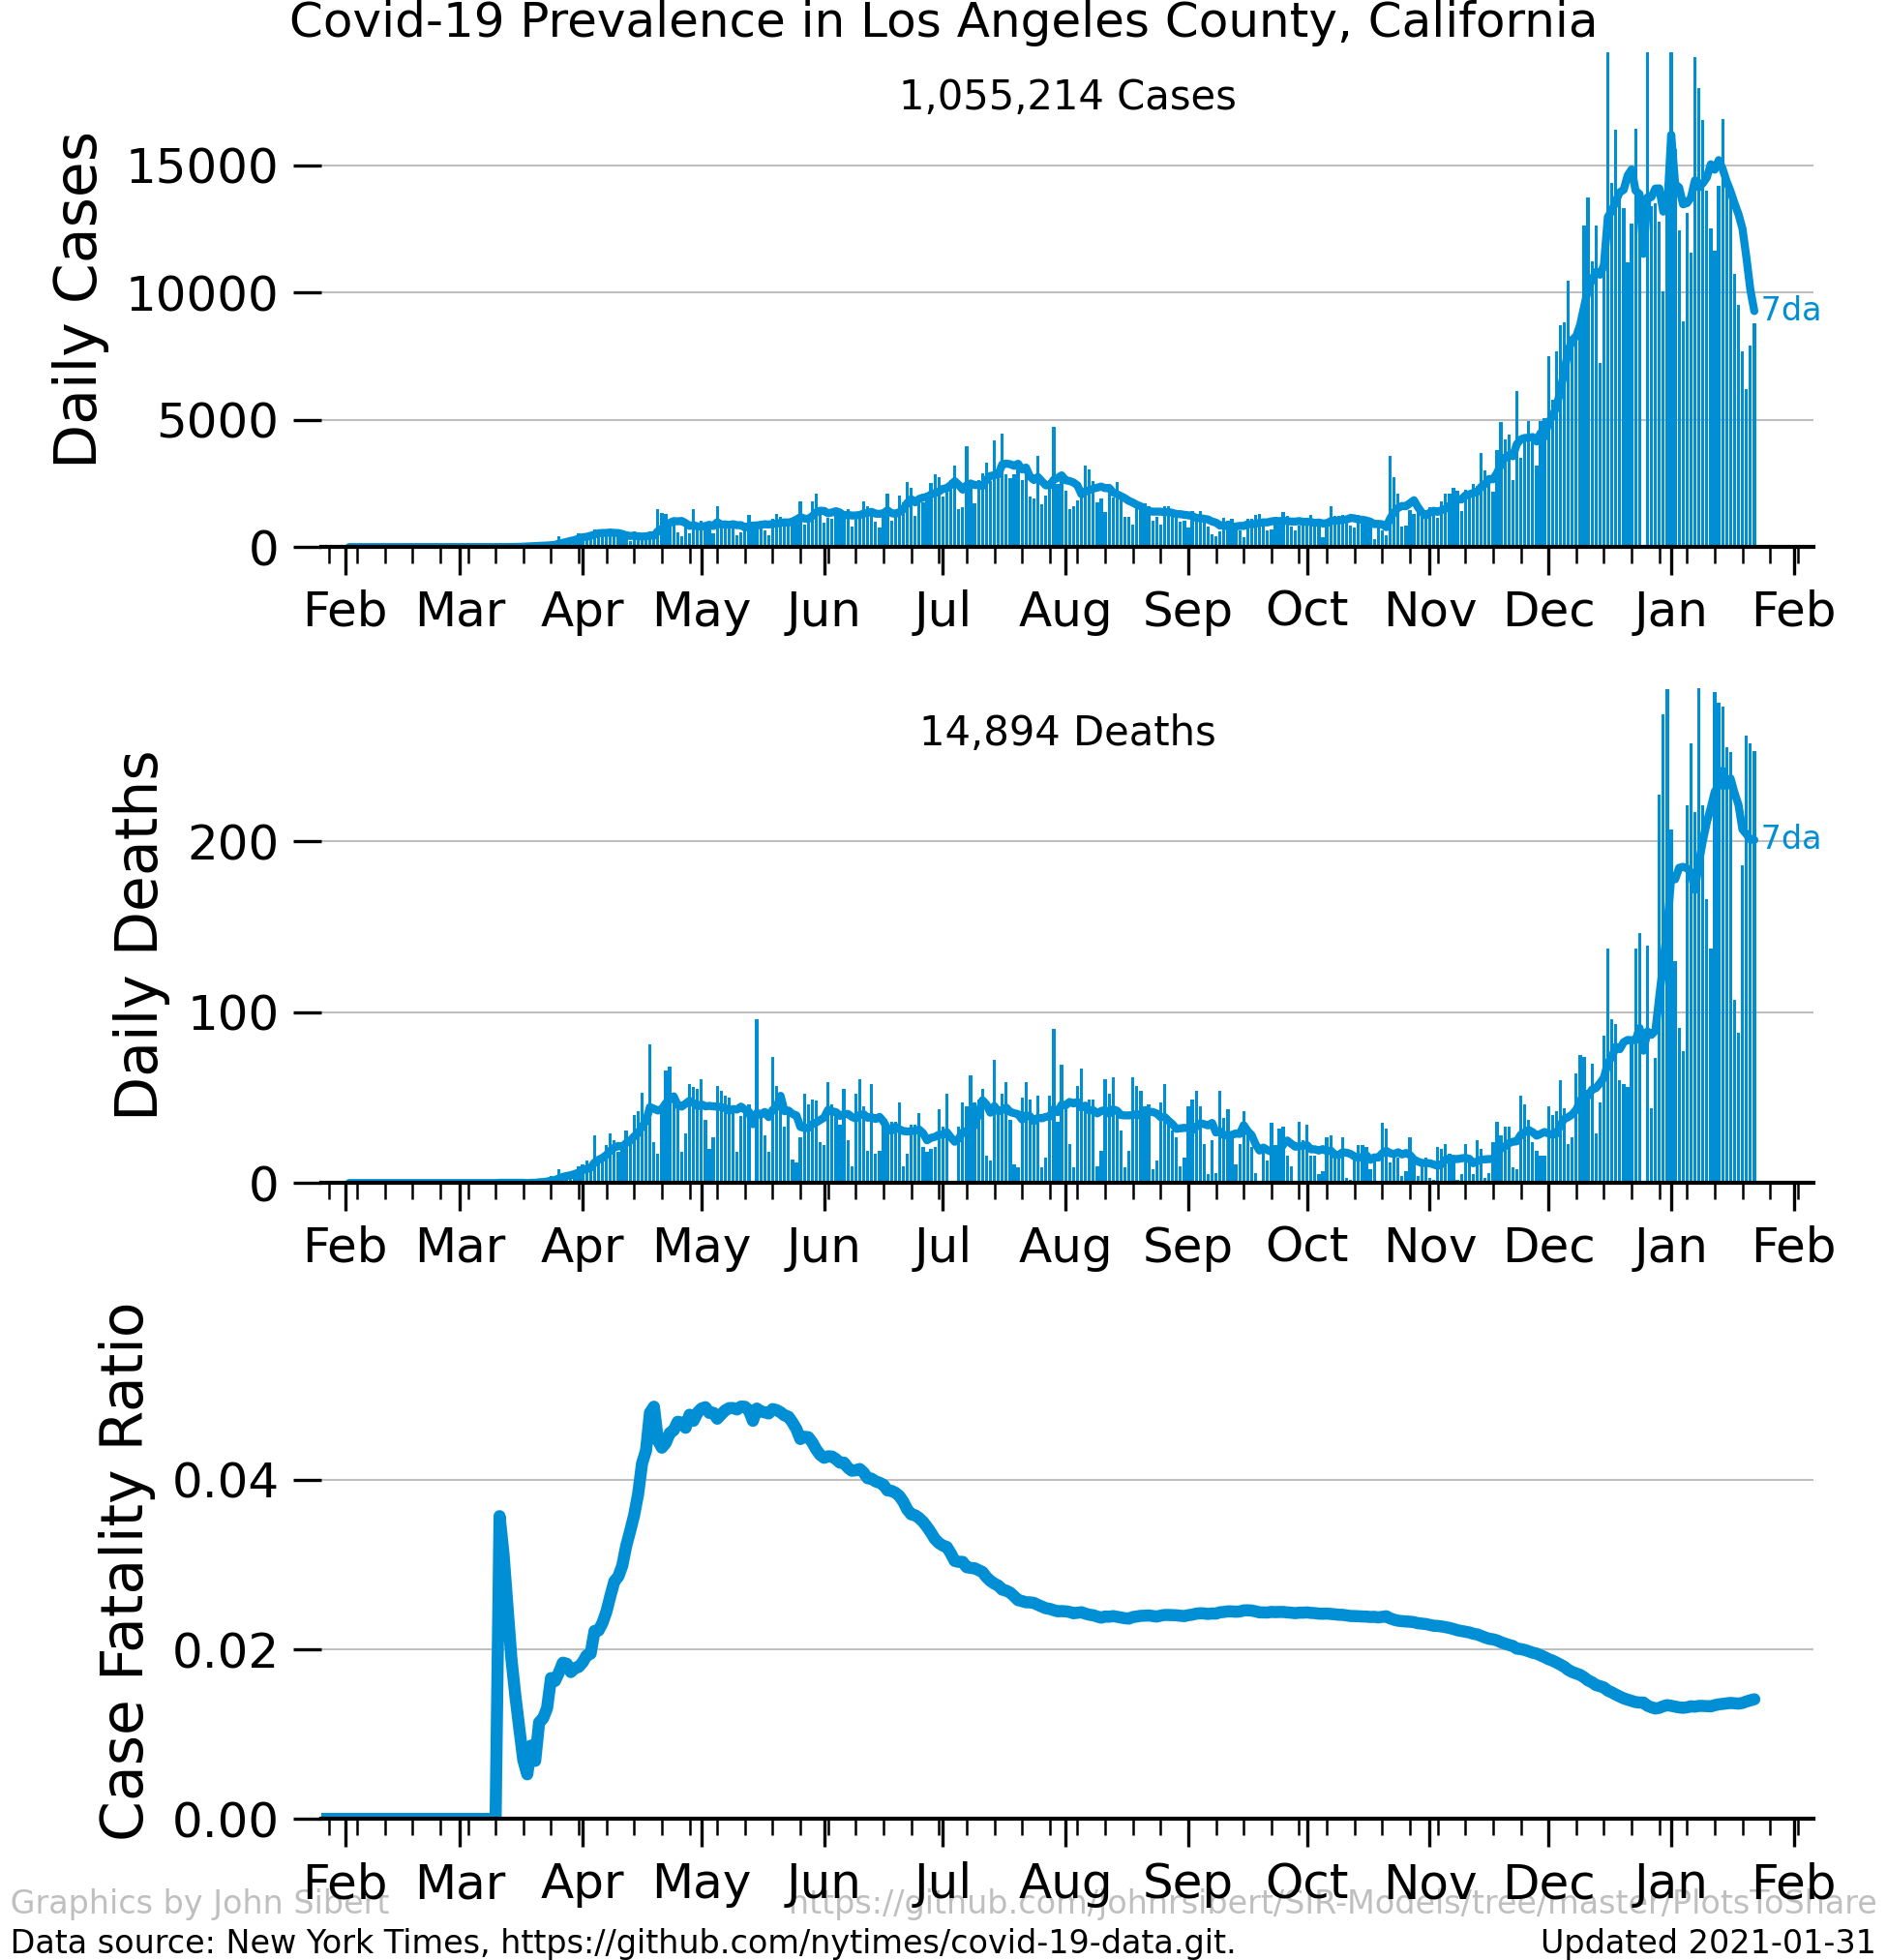 Covid-19 Prevalence in Los Angeles County, California
1,055,214 Cases
Daily Cases
15000
10000
5000
0
7da
Feb Mar Apr May Jun Jul Aug Sep Oct Nov Dec Jan Feb
14,894 Deaths
Daily Deaths
200
100
0
7da
Feb Mar Apr May Jun Jul Aug Sep Oct Nov Dec Jan Feb
Case Fatality Ratio
0.04
0.02
0.00
Feb Mar Apr May Jun Jul Aug Sep Oct Nov Dec Jan Feb
Graphics by John Sibert https://github.com/johnrsibert/SIR-Models/tree/master/PlotsToShare
Data source: New York Times, https://github.com/nytimes/covid-19-data.git. Updated 2021-01-31